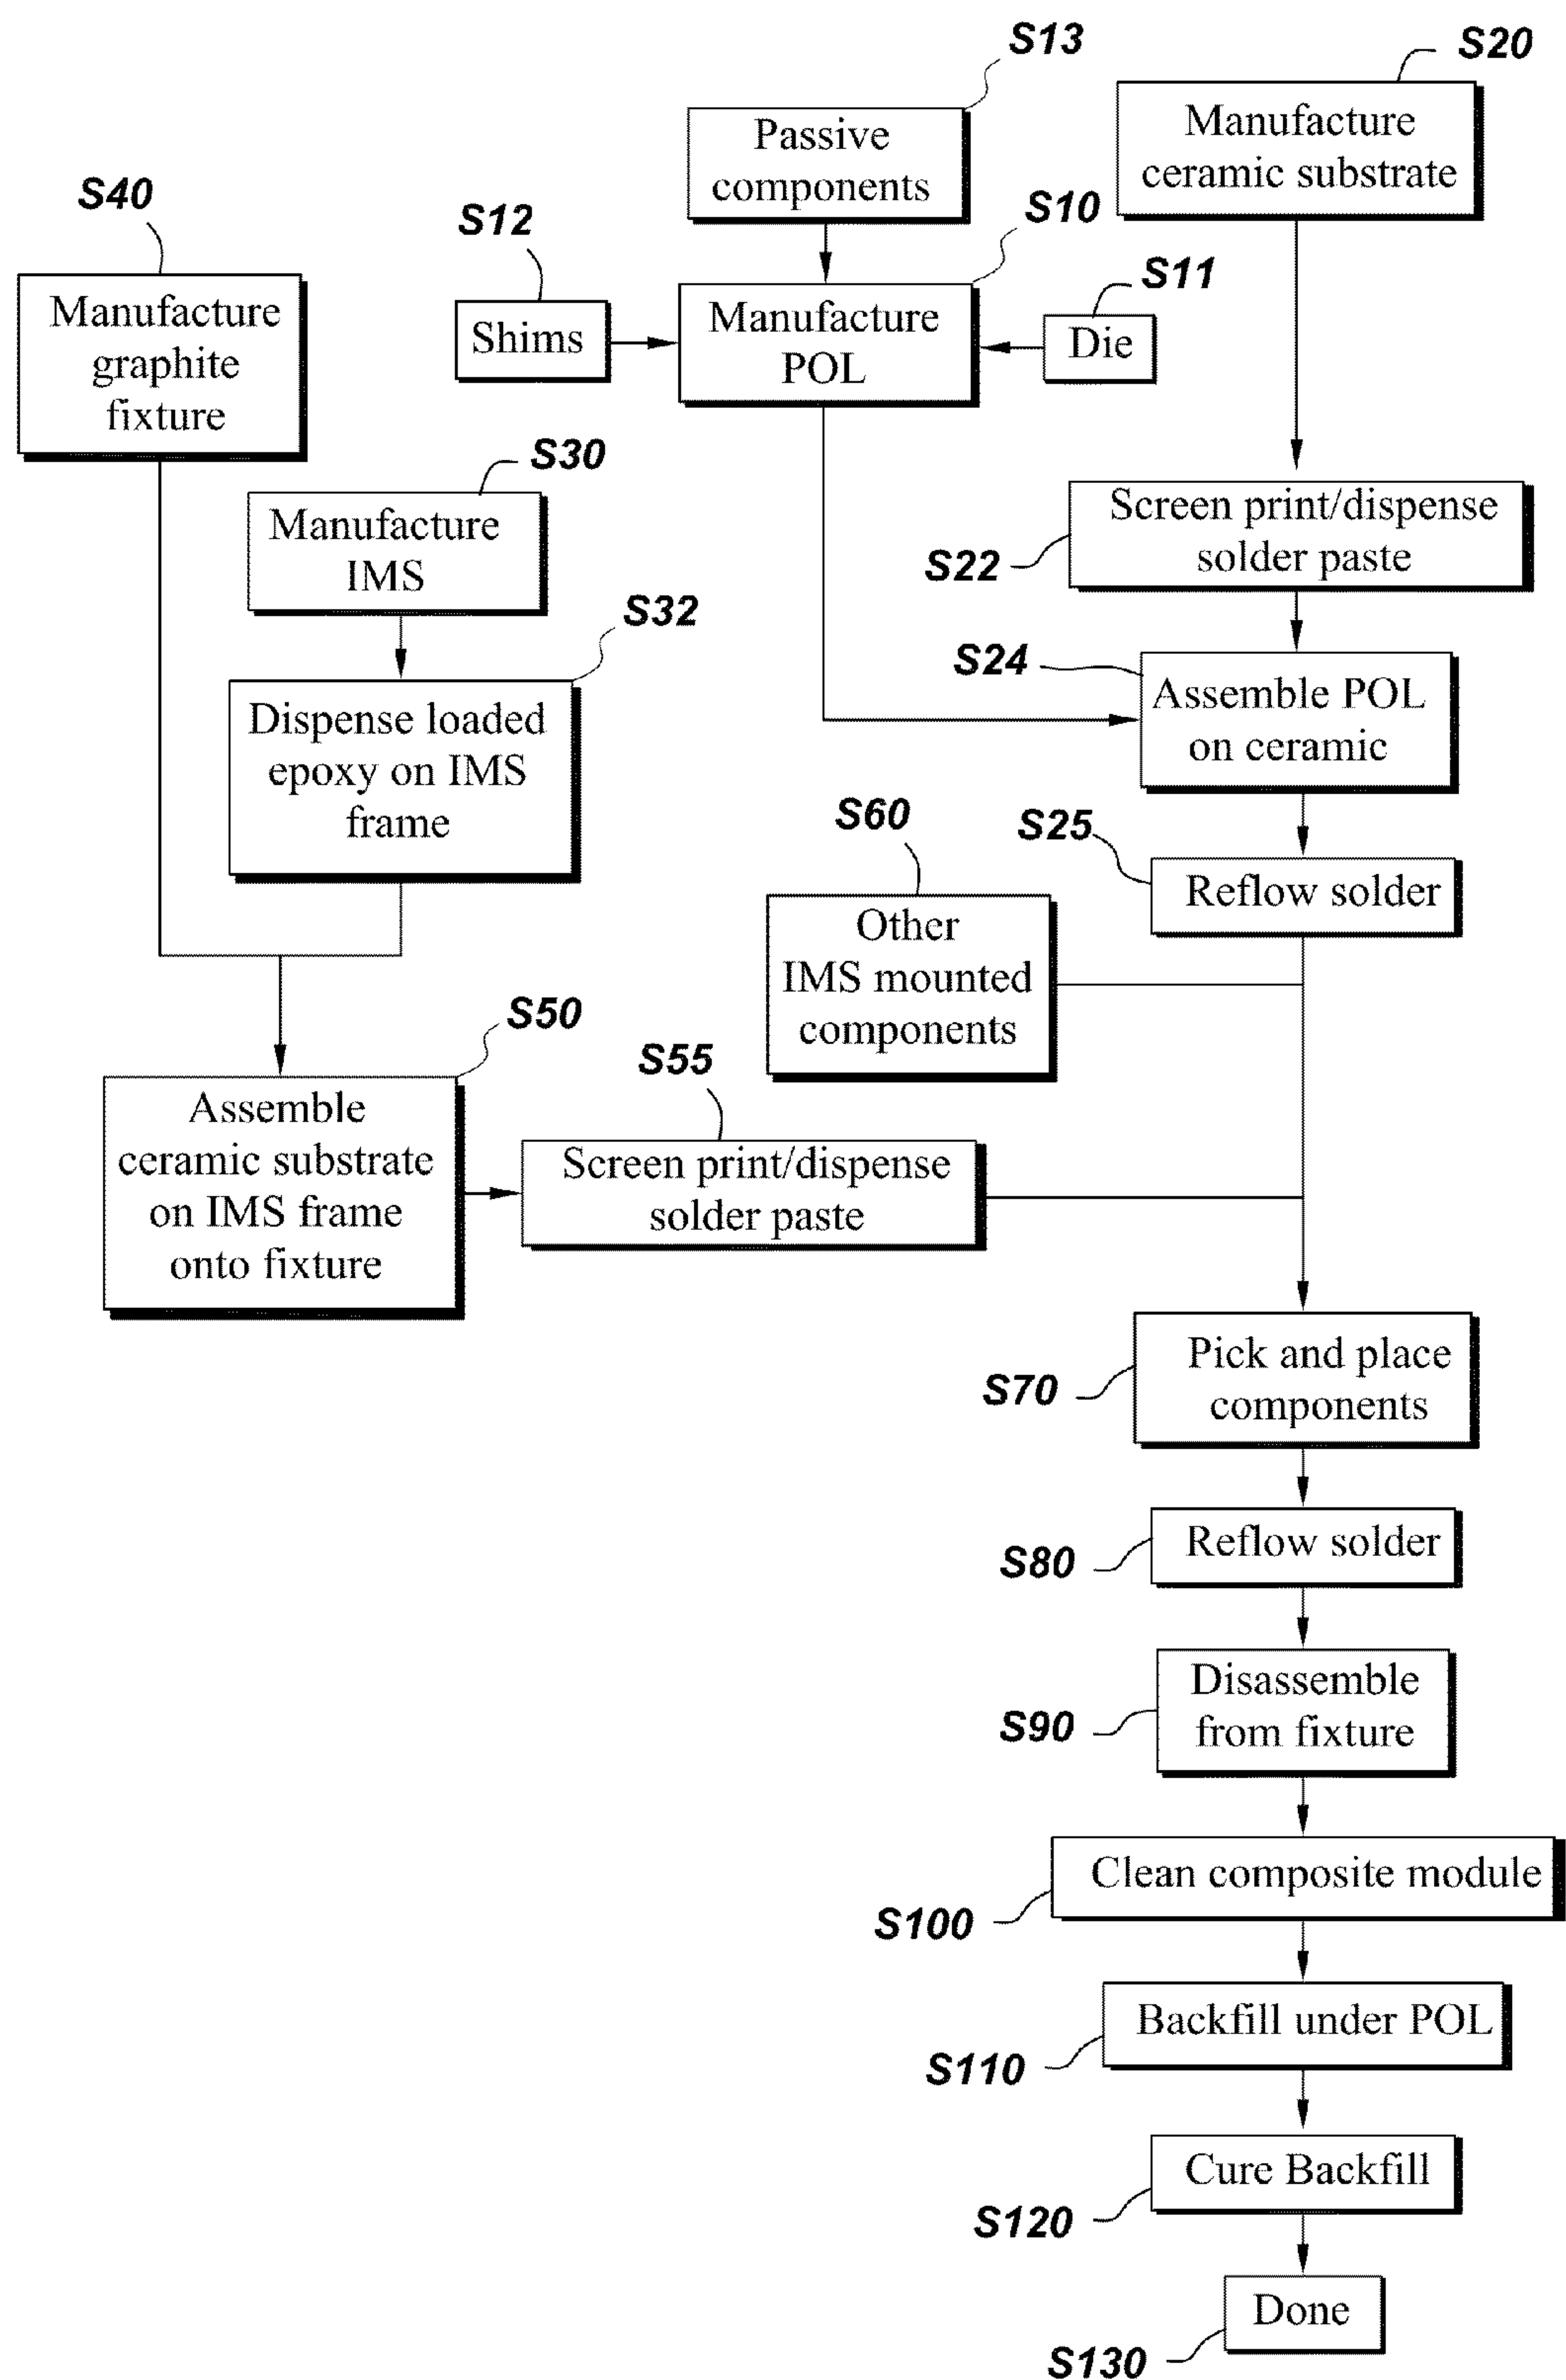 S13
S20
Passive
components
Manufacture
ceramic substrate
S40
S12
S10
S11
Manufacture
graphite
fixture
Shims
Manufacture
POL
Die
S30
Manufacture
IMS
Screen print/dispense
solder paste
S22
S32
S24
Dispense loaded
epoxy on IMS
frame
Assemble POL
on ceramic
S60
S25
Other
IMS mounted
components
Reflow solder
S50
S55
Assemble
ceramic substrate
on IMS frame
onto fixture
Screen print/dispense
solder paste
Pick and place
components
S70
Reflow solder
S80
Disassemble
from fixture
S90
Clean composite module
S100
Backfill under POL
S110
Cure Backfill
S120
Done
S130